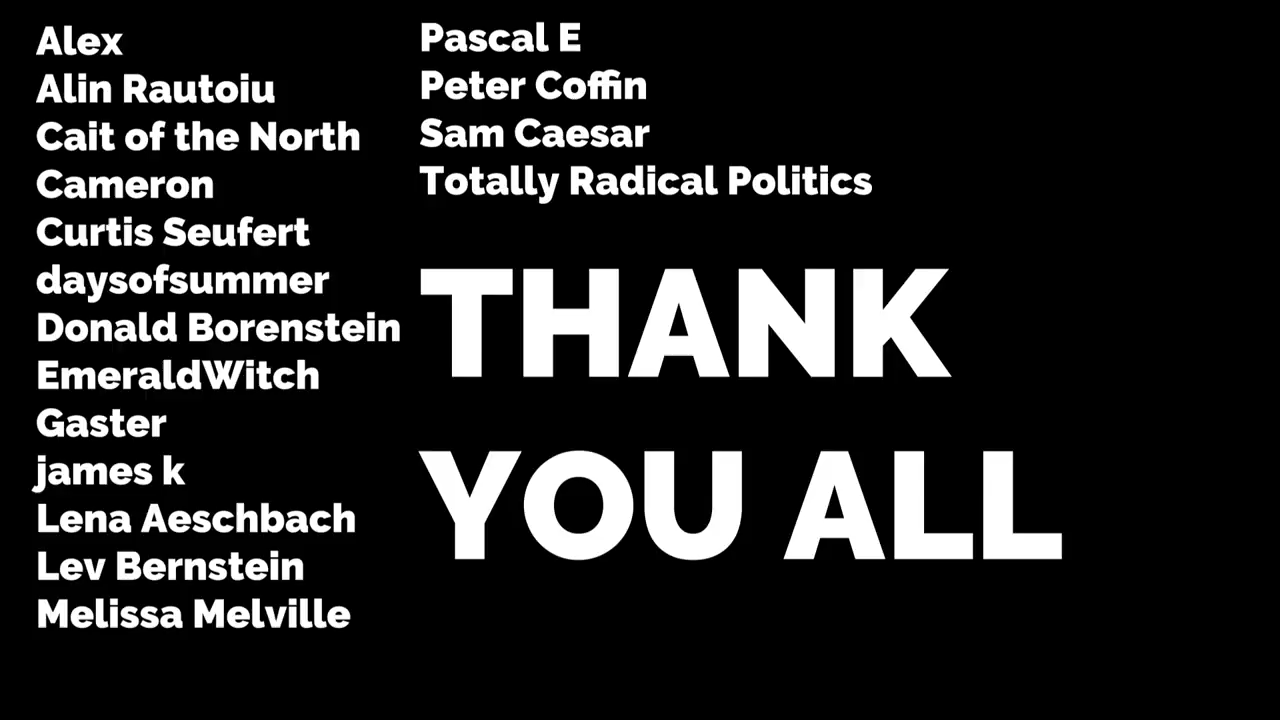 Alex
Alin Rautoiu
Cait of the North
Cameron
Curtis Seufert
daysofsummer
Donald Borenstein
EmeraldWitch
Gaster
james k
Lena Aeschbach
Lev Bernstein
Melissa Melville
Pascal E
Peter Coffin
Sam Caesar
Totally Radical Politics
THANK
YOU ALL